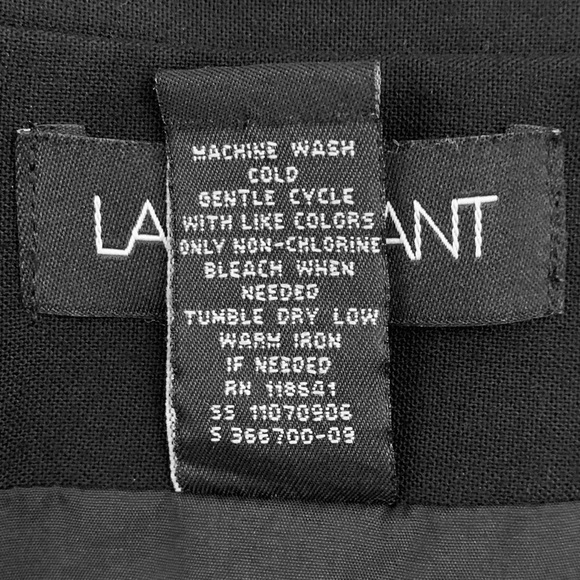 LA ANT
MACHINE WASH
COLD
GENTLE CYCLE
WITH LIKE COLORS
ONLY NON-CHLORINE
BLEACH WHEN
NEEDED
TUMBLE DRY LOW
WARM IRON
IF NEEDED
RN 118641
SS 11070906
S 366700-09